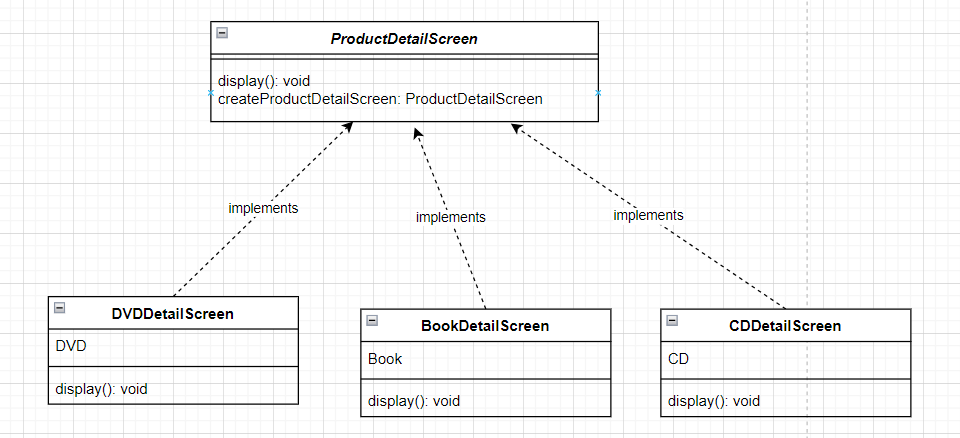 ProductDetailScreen
display(): void
createProductDetailScreen: ProductDetailScreen
implements
implements
implements
DVDDetailScreen
DVD
display(): void
BookDetailScreen
Book
display(): void
CDDetailScreen
CD
display(): void